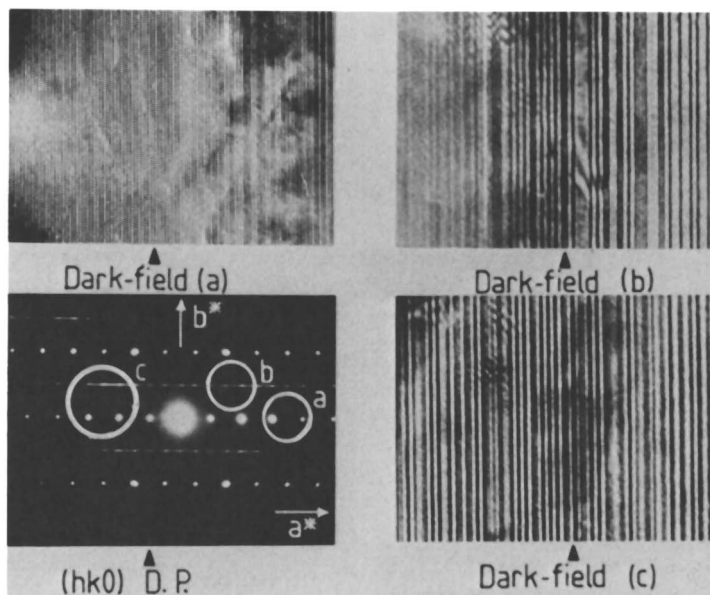 Dark-field (a)
Dark-field (b)
b*
c
b
a
a*
(hk0) D.P.
Dark-field (c)